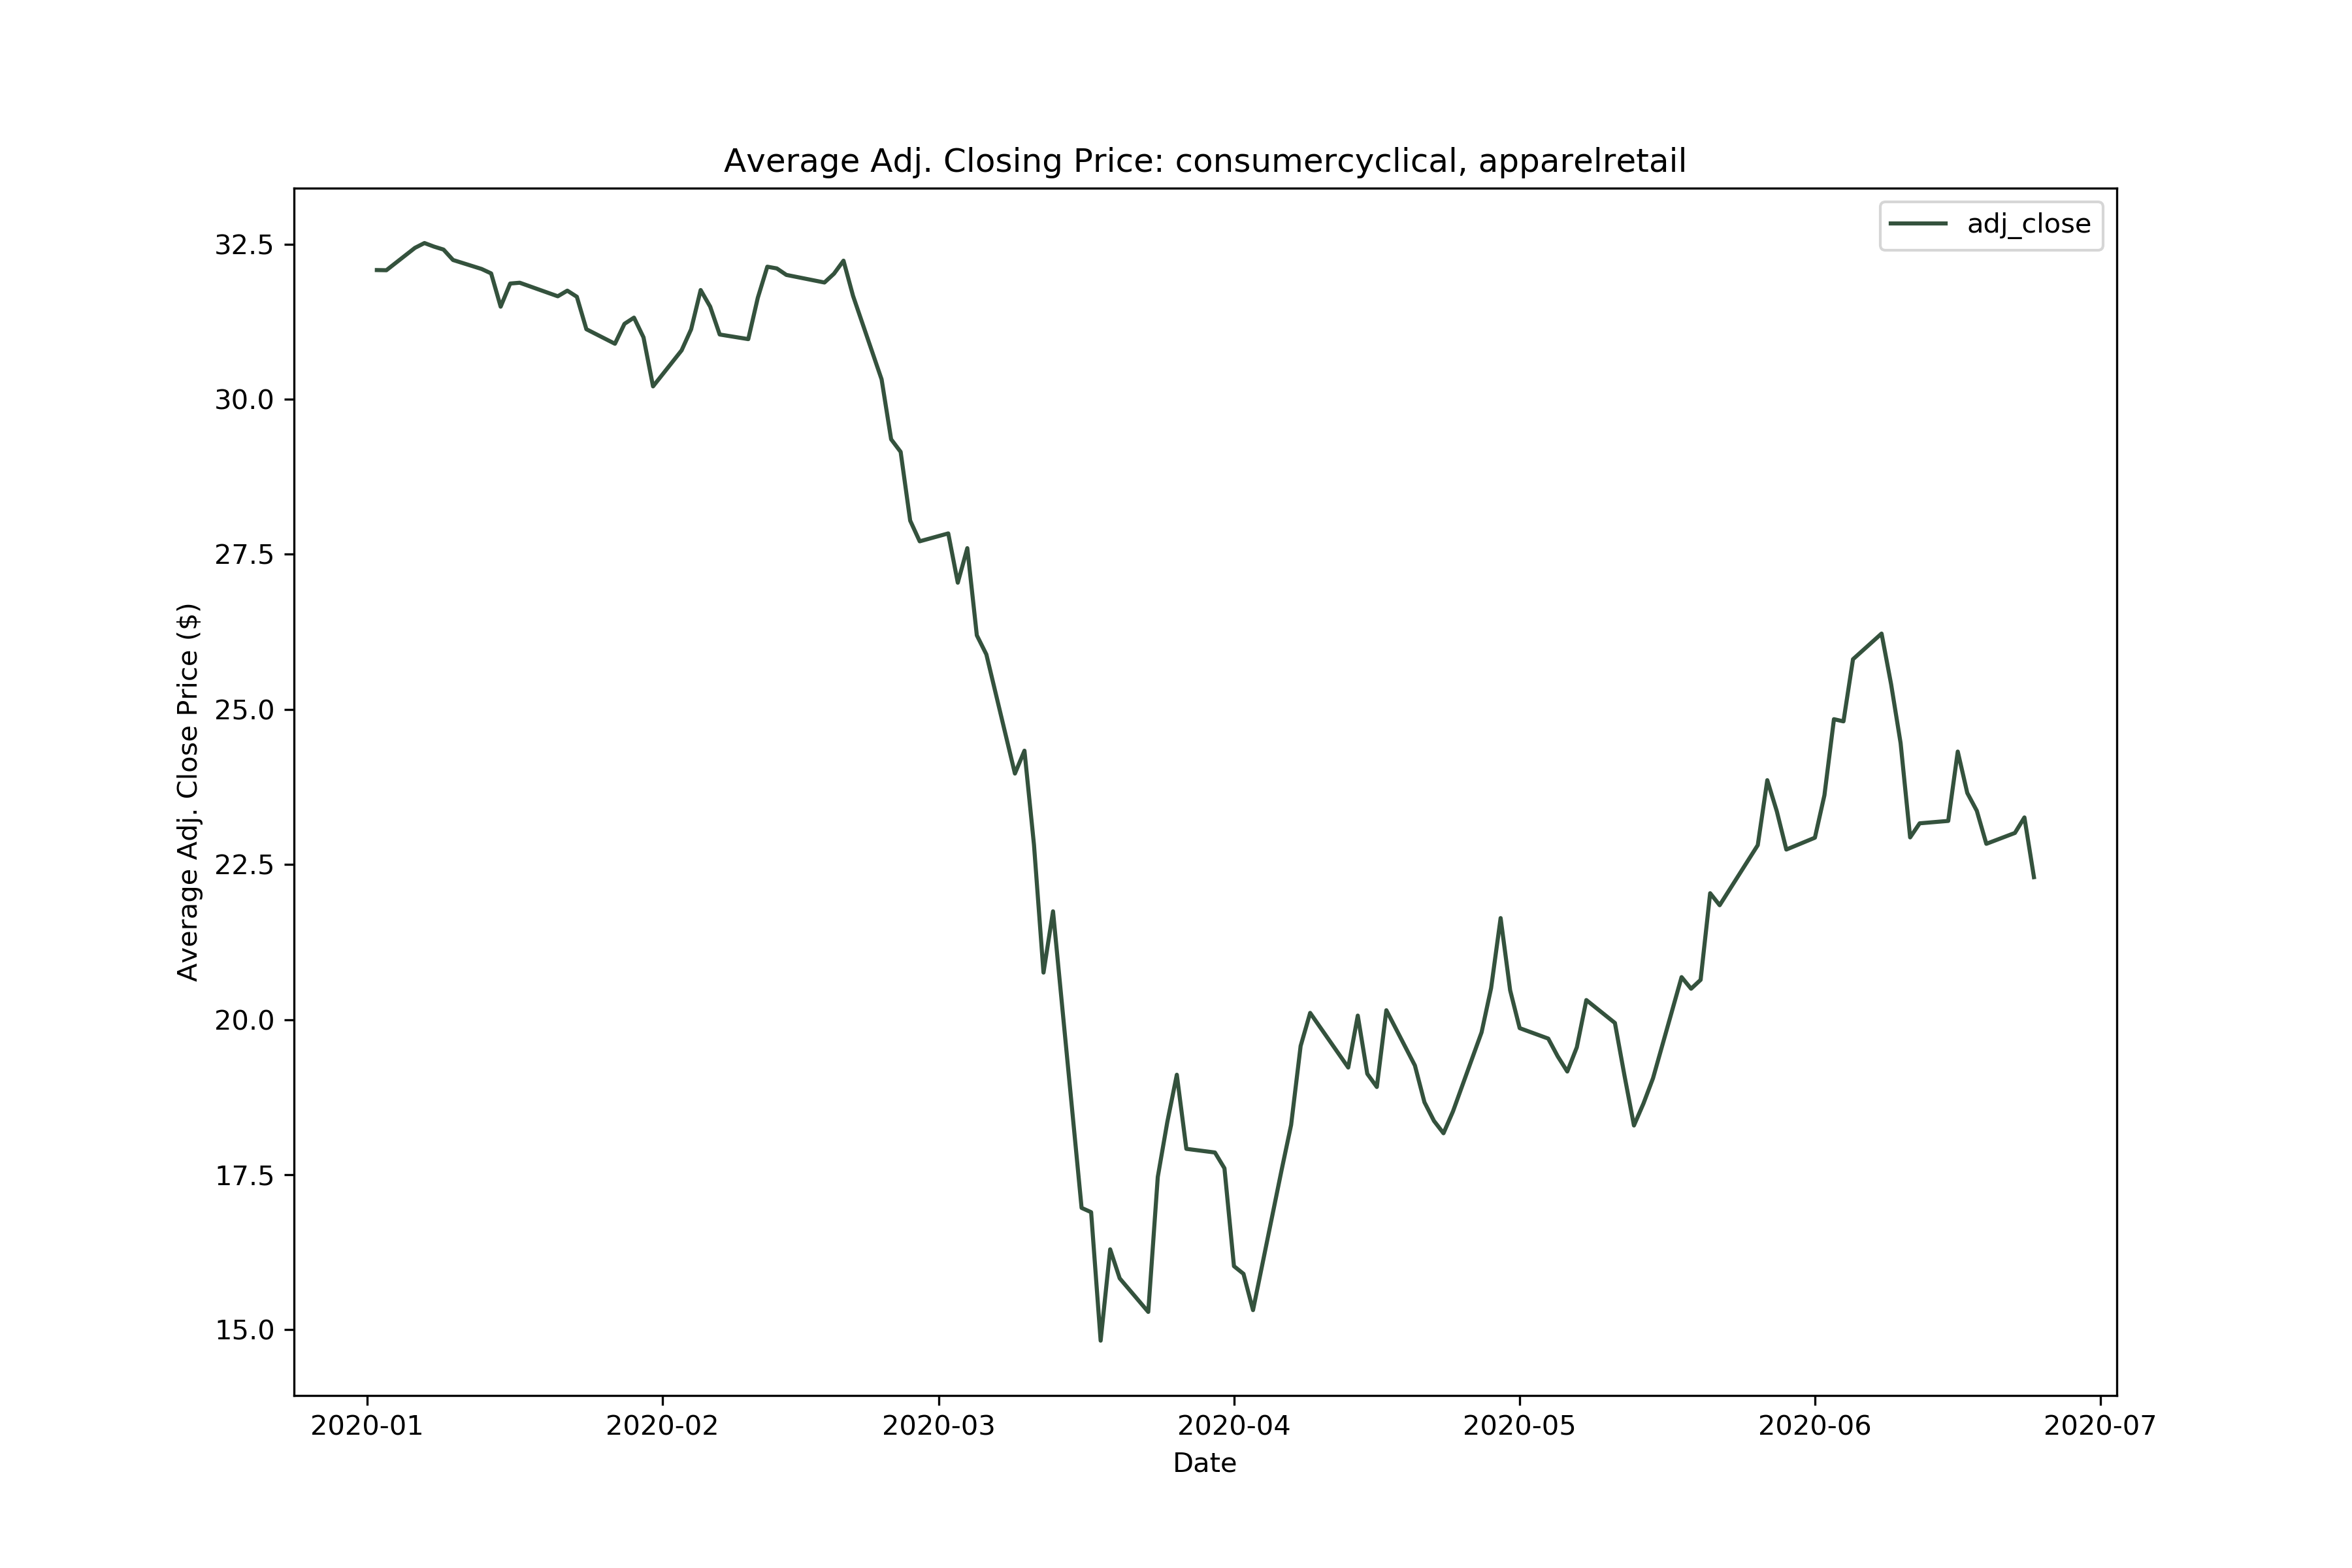 Average Adj. Closing Price: consumercyclical, apparelretail
adj_close
Average Adj. Close Price ($)
32.5
30.0
27.5
25.0
22.5
20.0
17.5
15.0
2020-01 2020-02 2020-03 2020-04 2020-05 2020-06 2020-07
Date